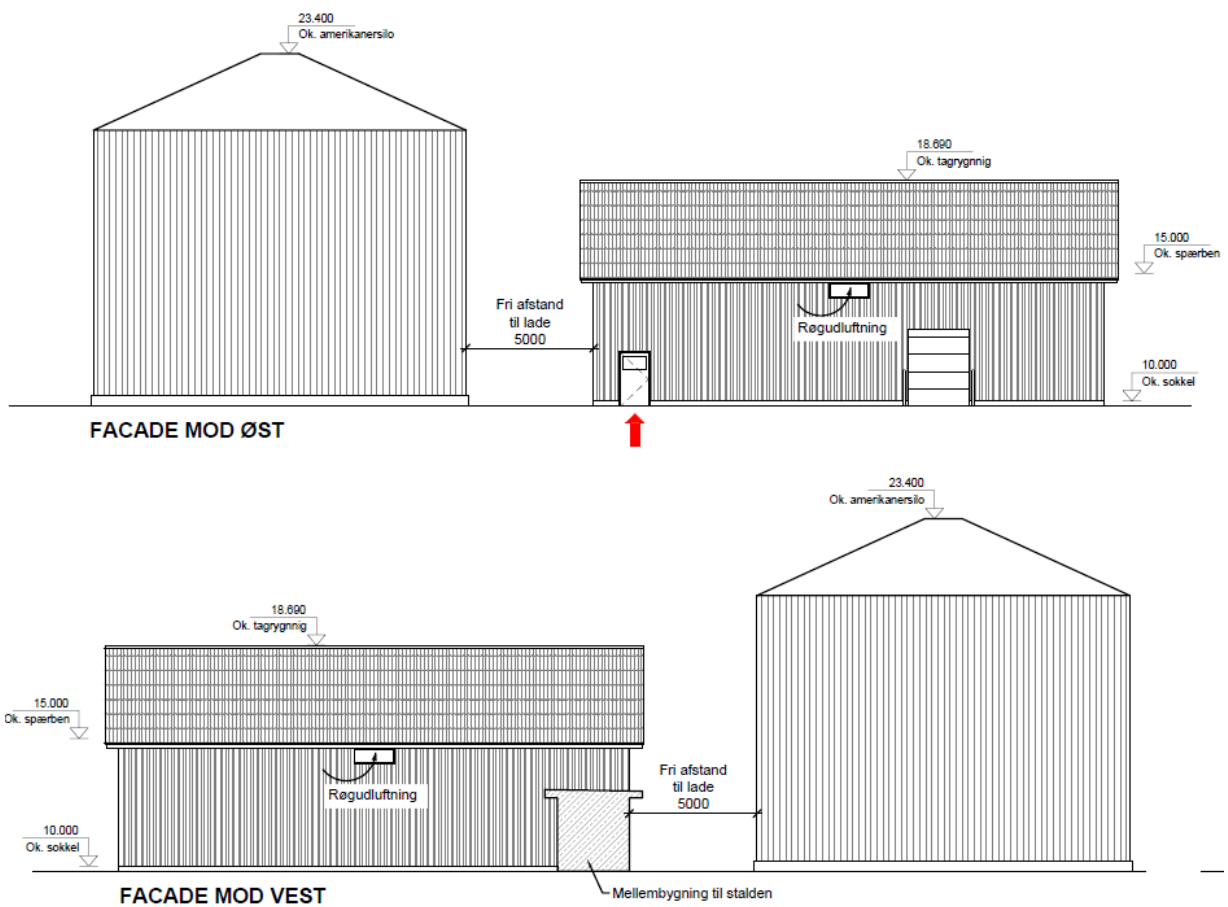 23.400
Ok. amerikanersilo
18.690
Ok. tagrygnnig
15.000
Ok. spærben
Fri afstand
til lade
5000
Røgudluftning
10.000
Ok. sokkel
FACADE MOD ØST
23.400
Ok. amerikanersilo
18.690
Ok. tagrygnnig
15.000
Ok. spærben
Fri afstand
til lade
5000
Røgudluftning
10.000
Ok. sokkel
FACADE MOD VEST
Mellembygning til stalden